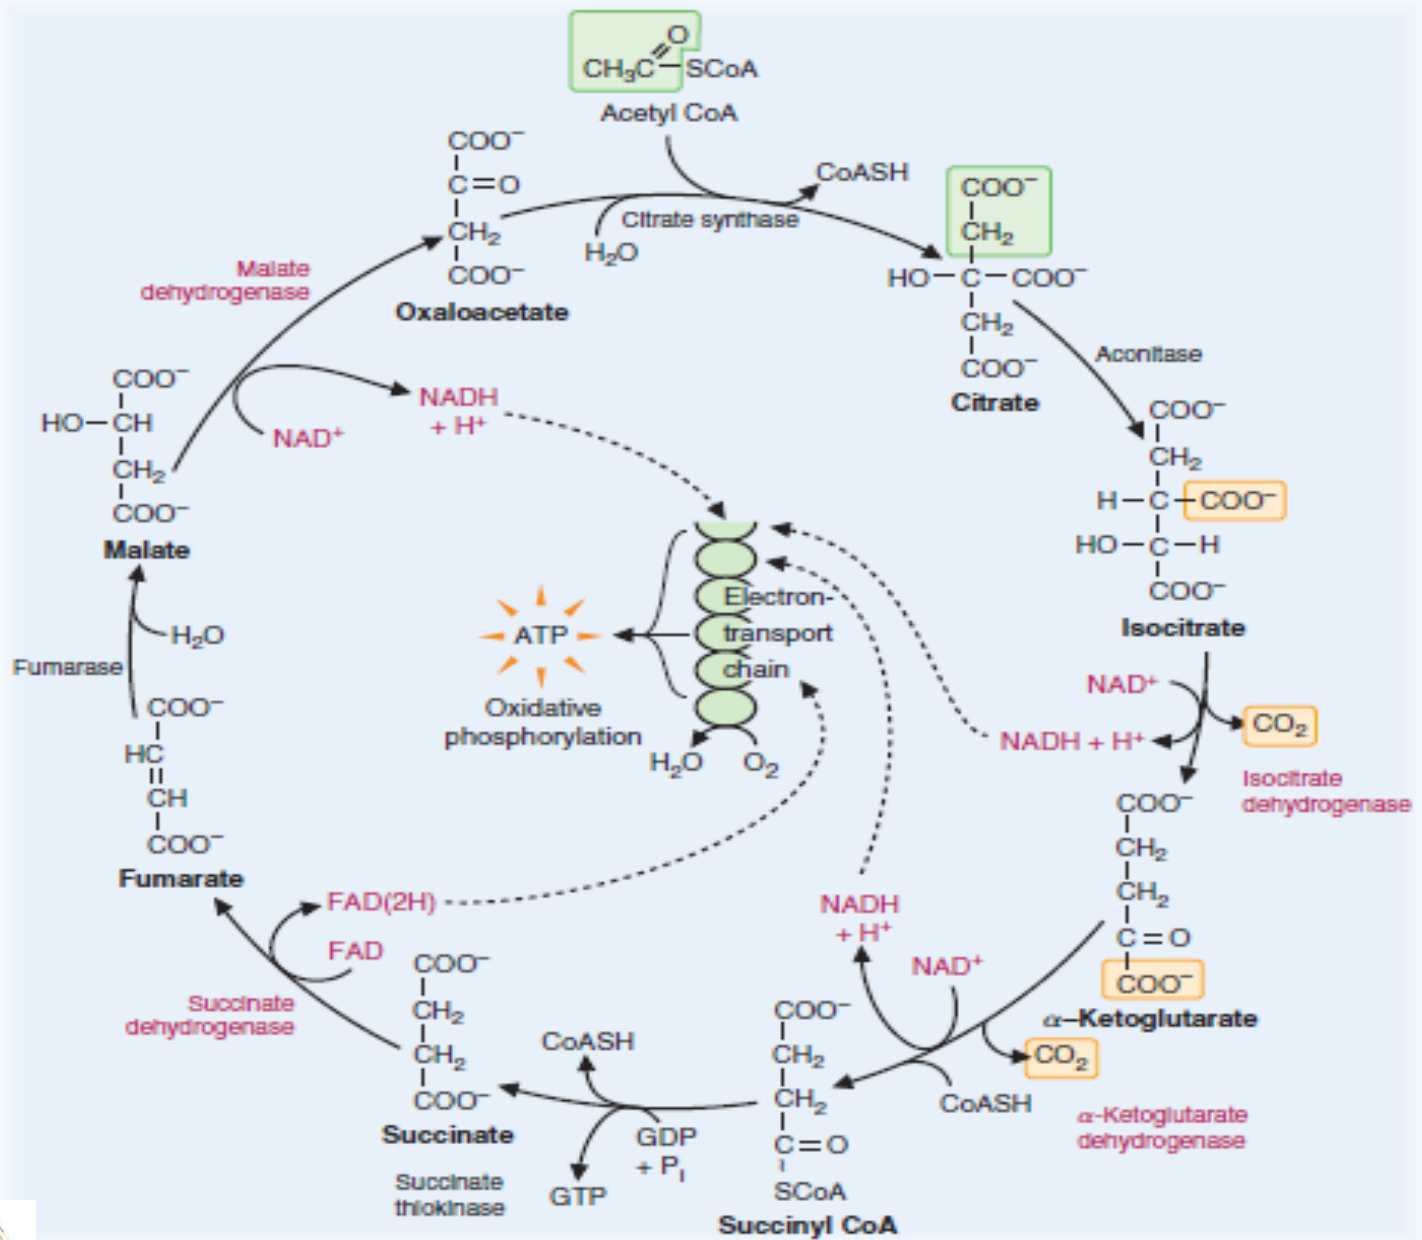 O
CH₃C—SCoA
Acetyl CoA
COO⁻
C=O
CH₂
COO⁻
Oxaloacetate
CoASH
Citrate synthase
H₂O
COO⁻
CH₂
HO—C—COO⁻
CH₂
COO⁻
Citrate
Aconitase
COO⁻
CH₂
H—C—COO⁻
HO—C—H
COO⁻
Isocitrate
NAD⁺
NADH + H⁺
CO₂
Isocitrate
dehydrogenase
COO⁻
CH₂
CH₂
C=O
COO⁻
α–Ketoglutarate
NADH
+ H⁺
NAD⁺
CO₂
CoASH
α-Ketoglutarate
dehydrogenase
COO⁻
CH₂
CH₂
C=O
SCoA
Succinyl CoA
CoASH
GDP
+ Pᵢ
GTP
Succinate
thiokinase
COO⁻
CH₂
CH₂
COO⁻
Succinate
FAD(2H)
FAD
Succinate
dehydrogenase
COO⁻
HC
CH
COO⁻
Fumarate
Fumarase
H₂O
COO⁻
HO—CH
CH₂
COO⁻
Malate
Malate
dehydrogenase
NADH
+ H⁺
NAD⁺
Electron-
transport
chain
ATP
Oxidative
phosphorylation
H₂O
O₂